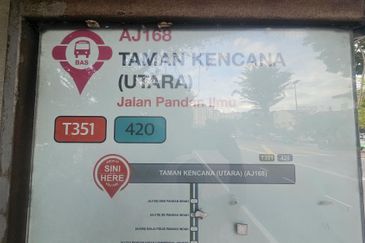 AJ168
BAS
TAMAN KENCANA
(UTARA)
Jalan Pandan Ilmu
T351 420
T351 420
SINI
HERE
TAMAN KENCANA (UTARA) (AJ168)